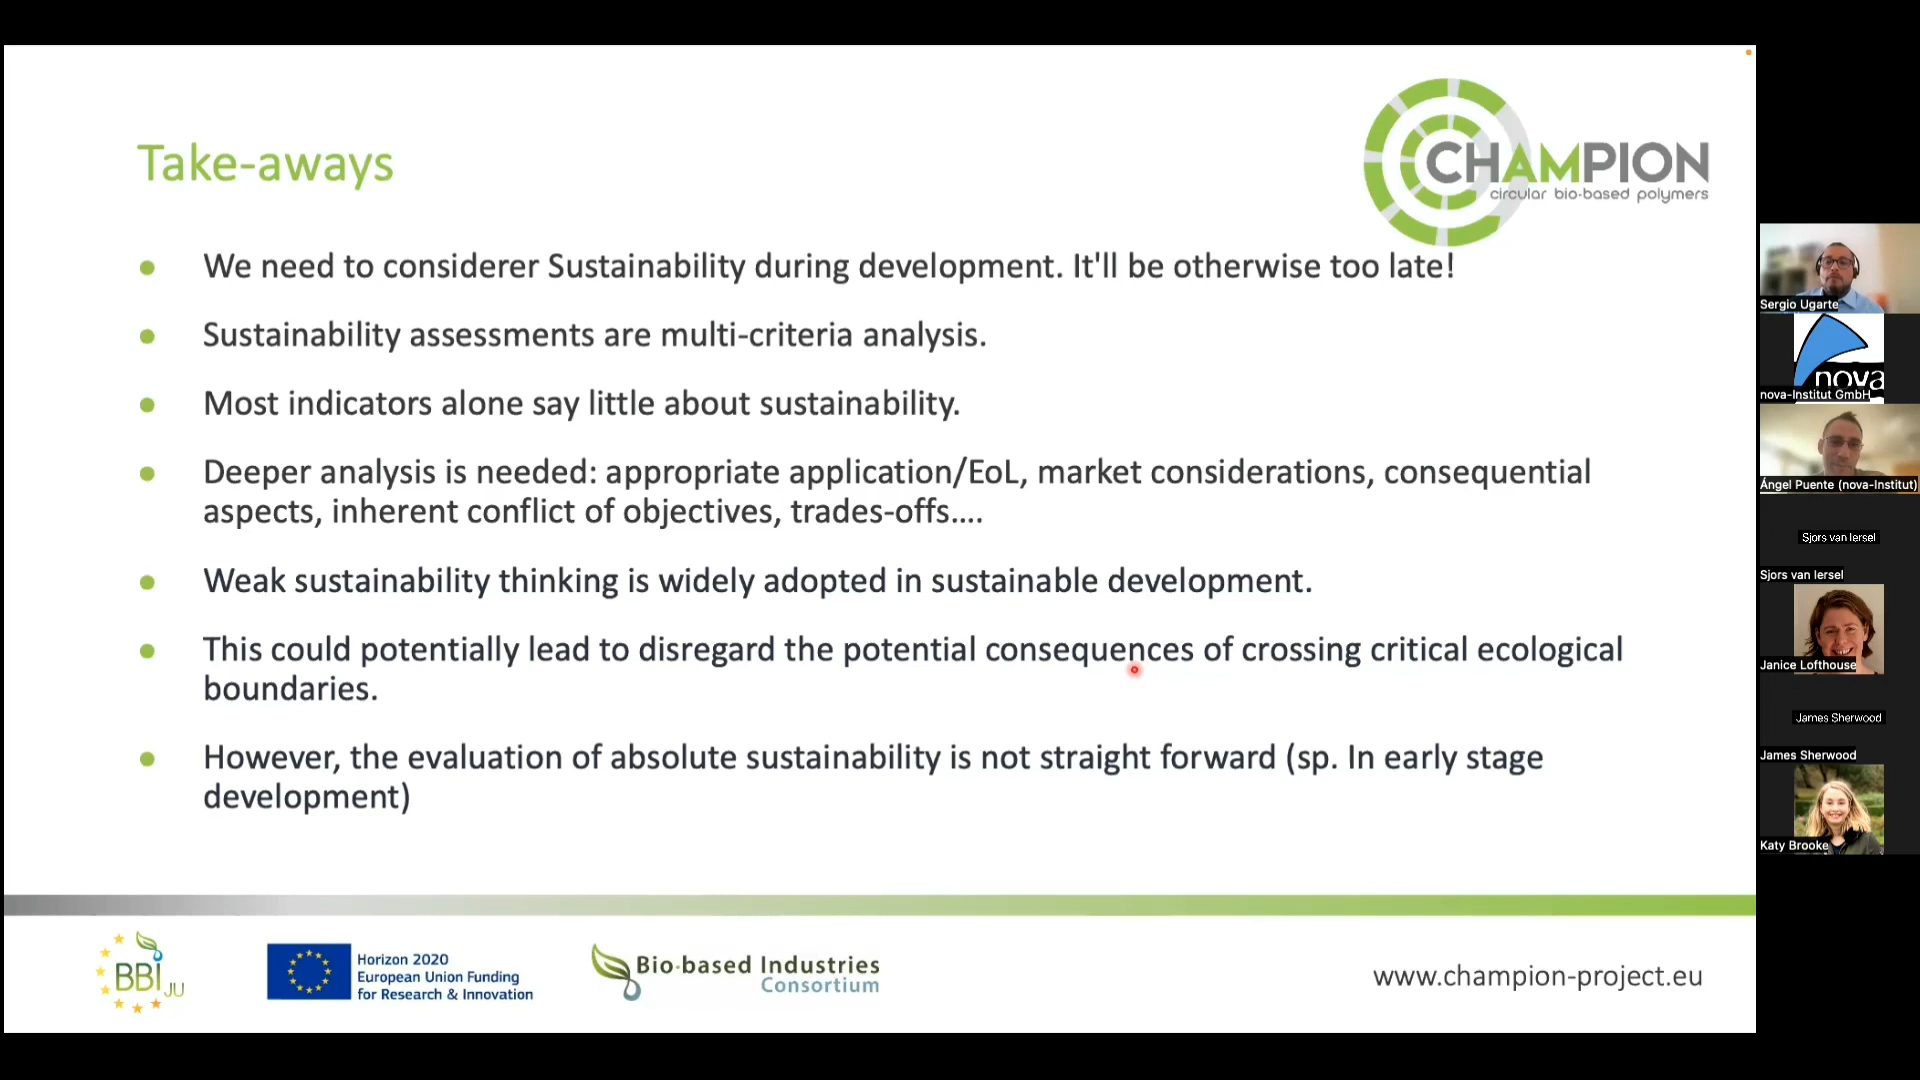 Take-aways
CHAMPION
circular bio-based polymers
We need to considerer Sustainability during development. It'll be otherwise too late!
Sustainability assessments are multi-criteria analysis.
Most indicators alone say little about sustainability.
Deeper analysis is needed: appropriate application/EoL, market considerations, consequential
aspects, inherent conflict of objectives, trades-offs....
Weak sustainability thinking is widely adopted in sustainable development.
This could potentially lead to disregard the potential consequences of crossing critical ecological
boundaries.
However, the evaluation of absolute sustainability is not straight forward (sp. In early stage
development)
BBI JU
Horizon 2020
European Union Funding
for Research & Innovation
Bio-based Industries
Consortium
www.champion-project.eu
Sergio Ugarte
nova
nova-Institut GmbH
Ángel Puente (nova-Institut)
Sjors van Iersel
Sjors van Iersel
Janice Lofthouse
James Sherwood
James Sherwood
Katy Brooke